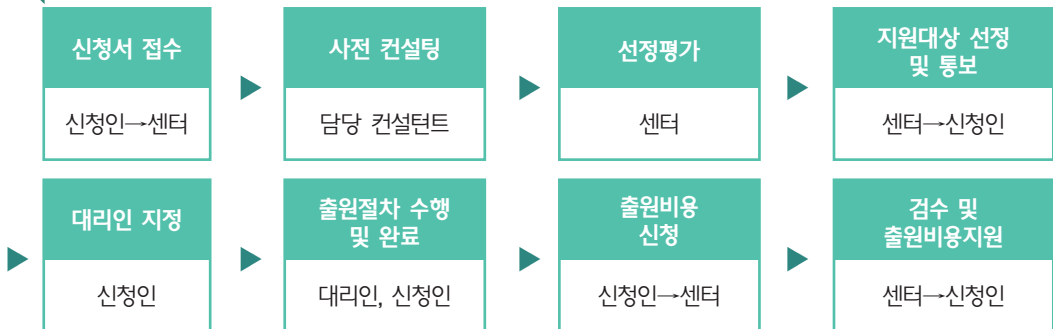 신청서 접수
신청인→센터
사전 컨설팅
담당 컨설턴트
선정평가
센터
지원대상 선정
및 통보
센터→신청인
대리인 지정
신청인
출원절차 수행
및 완료
대리인, 신청인
출원비용
신청
신청인→센터
검수 및
출원비용지원
센터→신청인